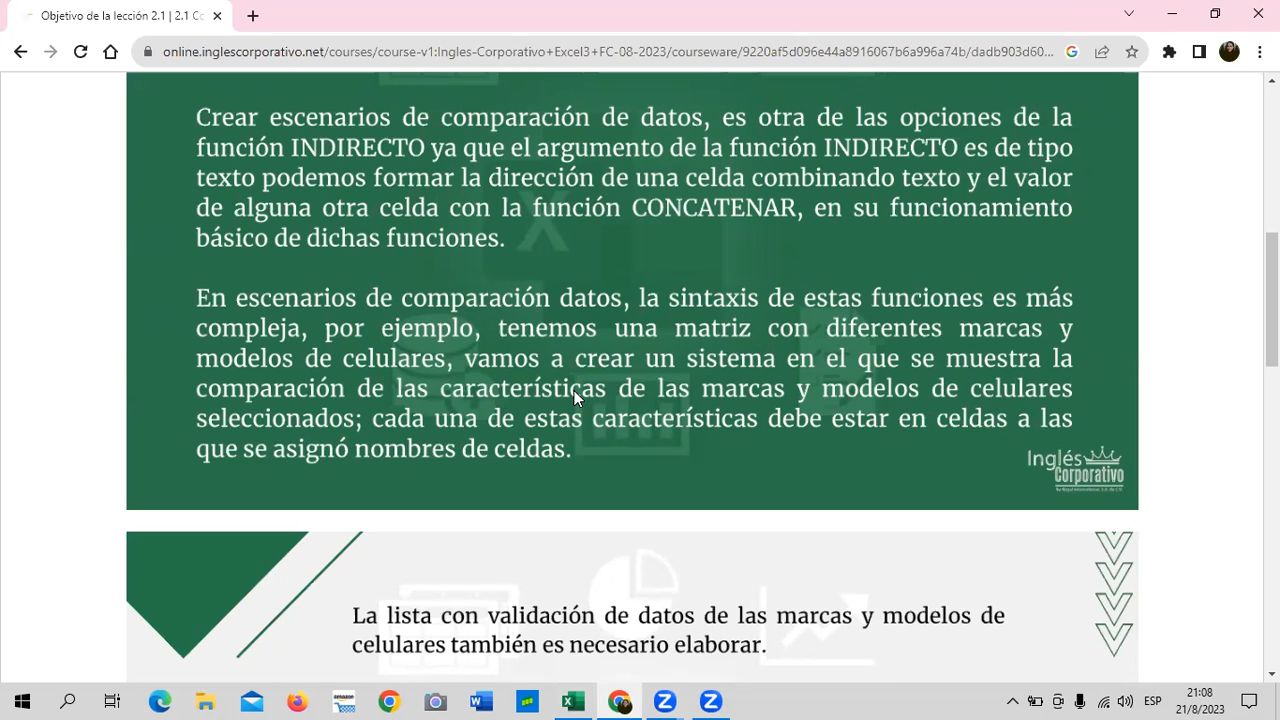 Objetivo de la lección 2.1 | 2.1 Co
online.inglescorporativo.net/courses/course-v1:Ingles-Corporativo+Excel3+FC-08-2023/courseware/9220af5d096e44a8916067b6a996a74b/dadb903d60...
Crear escenarios de comparación de datos, es otra de las opciones de la
función INDIRECTO ya que el argumento de la función INDIRECTO es de tipo
texto podemos formar la dirección de una celda combinando texto y el valor
de alguna otra celda con la función CONCATENAR, en su funcionamiento
básico de dichas funciones.
En escenarios de comparación datos, la sintaxis de estas funciones es más
compleja, por ejemplo, tenemos una matriz con diferentes marcas y
modelos de celulares, vamos a crear un sistema en el que se muestra la
comparación de las características de las marcas y modelos de celulares
seleccionados; cada una de estas características debe estar en celdas a las
que se asignó nombres de celdas.
Inglés
Corporativo
La lista con validación de datos de las marcas y modelos de
celulares también es necesario elaborar.
ESP
21:08
21/8/2023